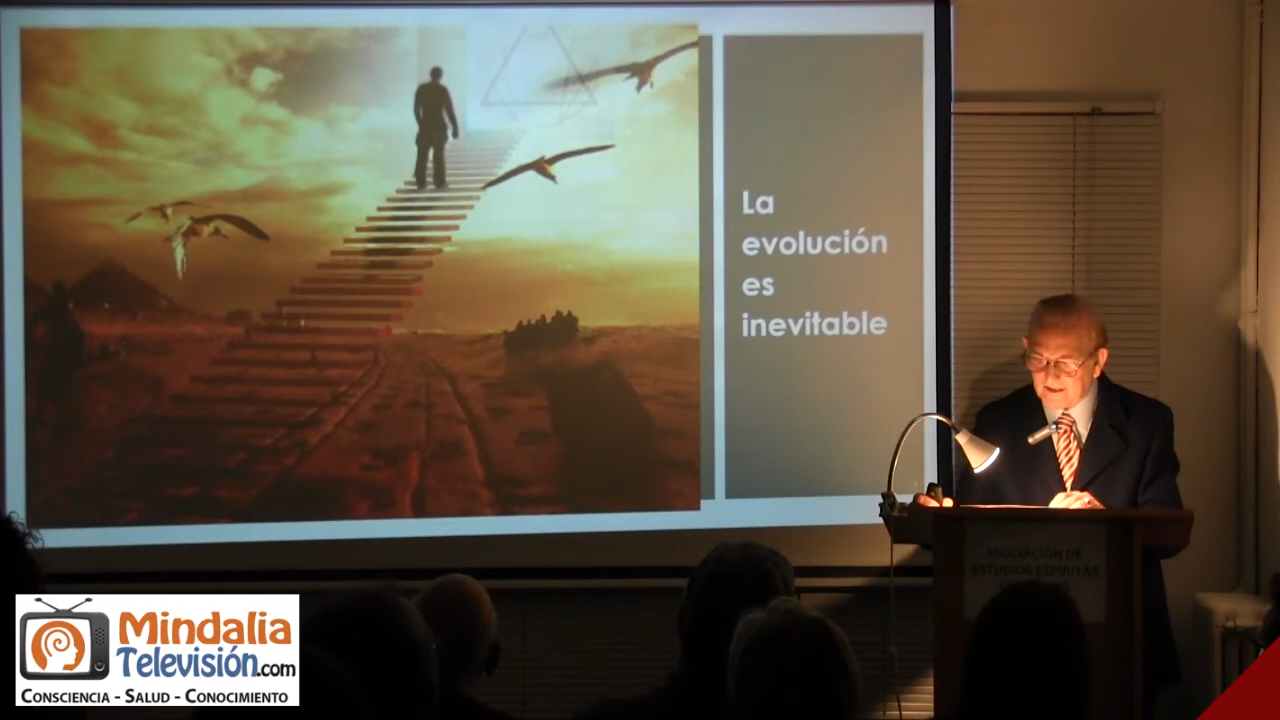 La
evolución
es
inevitable
ASOCIACIÓN DE
ESTUDIOS ESPÍRITAS
Mindalia
Televisión.com
CONSCIENCIA - SALUD - CONOCIMIENTO